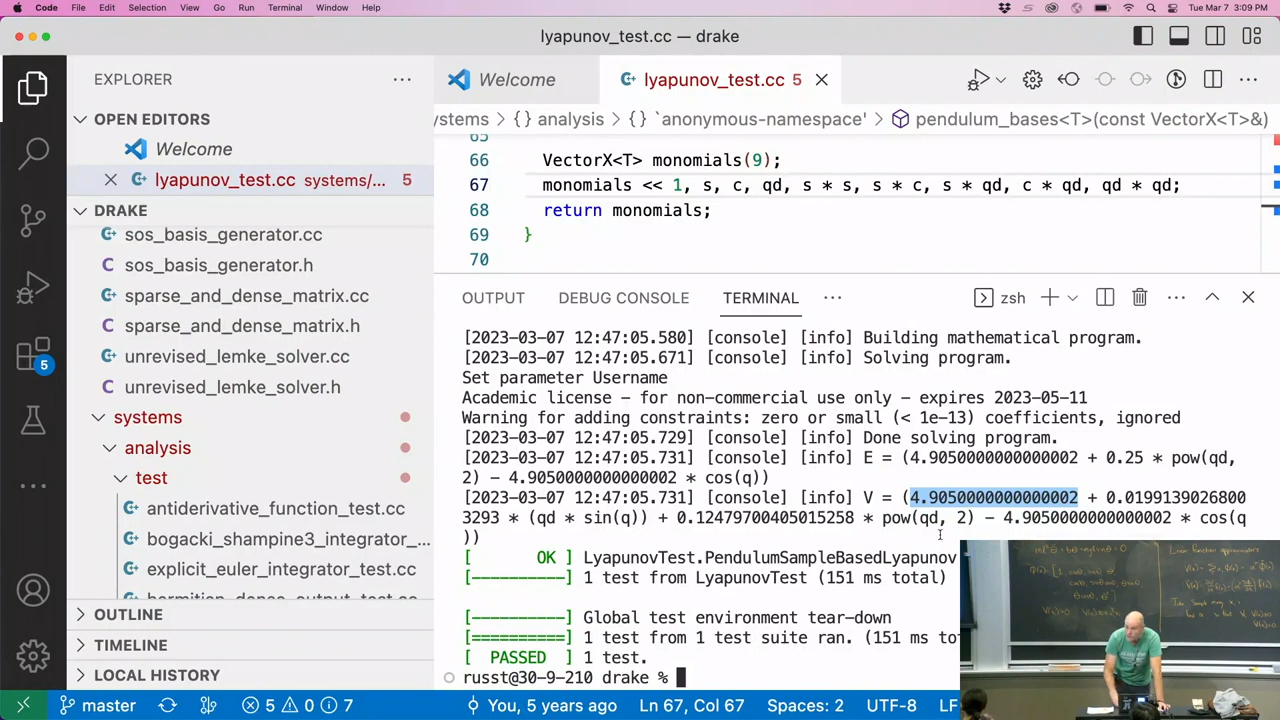 Code File Edit Selection View Go Run Terminal Window Help Tue Mar 7 3:09 PM
lyapunov_test.cc — drake
EXPLORER
OPEN EDITORS
Welcome
lyapunov_test.cc systems/... 5
DRAKE
sos_basis_generator.cc
sos_basis_generator.h
sparse_and_dense_matrix.cc
sparse_and_dense_matrix.h
unrevised_lemke_solver.cc
unrevised_lemke_solver.h
systems
analysis
test
antiderivative_function_test.cc
bogacki_shampine3_integrator_...
explicit_euler_integrator_test.cc
hermitian_dense_output_test.cc
OUTLINE
TIMELINE
LOCAL HISTORY
5
Welcome lyapunov_test.cc 5
ystems > {} analysis > {} `anonymous-namespace' > pendulum_bases<T>(const VectorX<T>&)
65
66 VectorX<T> monomials(9);
67 monomials << 1, s, c, qd, s * s, s * c, s * qd, c * qd, qd * qd;
68 return monomials;
69 }
70
OUTPUT DEBUG CONSOLE TERMINAL ... zsh
[2023-03-07 12:47:05.580] [console] [info] Building mathematical program.
[2023-03-07 12:47:05.671] [console] [info] Solving program.
Set parameter Username
Academic license - for non-commercial use only - expires 2023-05-11
Warning for adding constraints: zero or small (< 1e-13) coefficients, ignored
[2023-03-07 12:47:05.729] [console] [info] Done solving program.
[2023-03-07 12:47:05.731] [console] [info] E = (4.9050000000000002 + 0.25 * pow(qd,
2) - 4.9050000000000002 * cos(q))
[2023-03-07 12:47:05.731] [console] [info] V = (4.9050000000000002 + 0.0199139026800
3293 * (qd * sin(q)) + 0.12479700405015258 * pow(qd, 2) - 4.9050000000000002 * cos(q
))
[ OK ] LyapunovTest.PendulumSampleBasedLyapunov
[----------] 1 test from LyapunovTest (151 ms total)
[----------] Global test environment tear-down
[==========] 1 test from 1 test suite ran. (151 ms to
[ PASSED ] 1 test.
russt@30-9-210 drake %
master 5 0 7 You, 5 years ago Ln 67, Col 67 Spaces: 2 UTF-8 LF